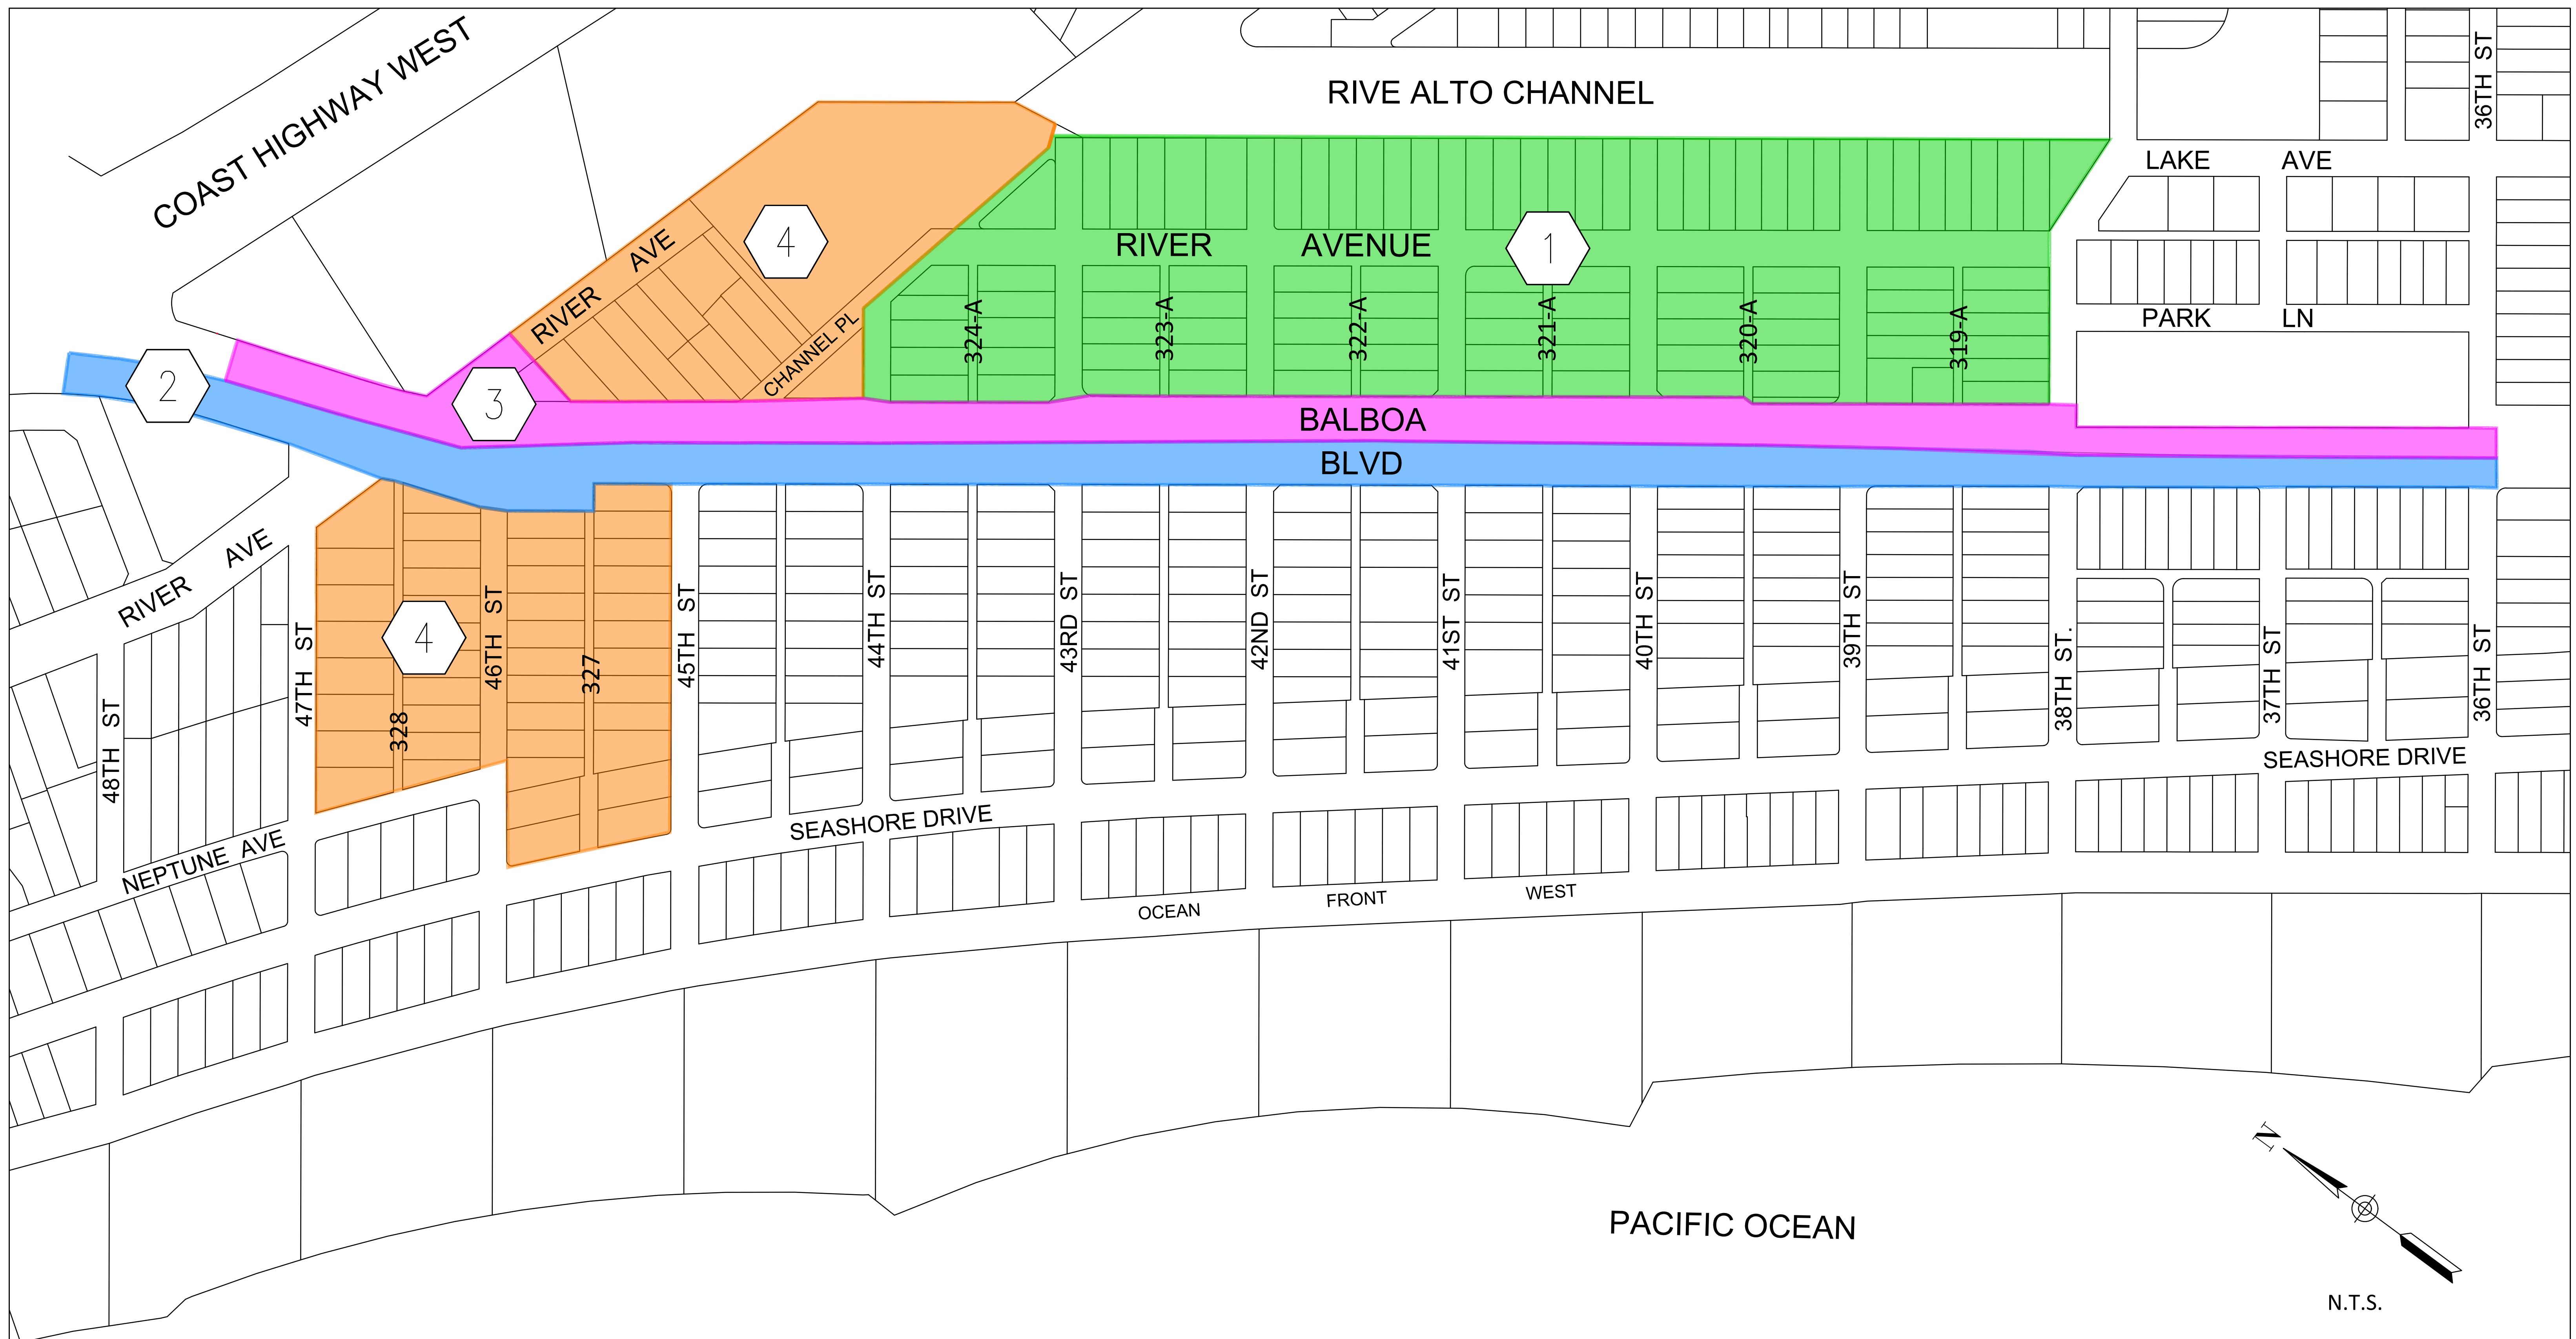 COAST HIGHWAY WEST
RIVE ALTO CHANNEL
36TH ST
LAKE AVE
4
RIVER AVE
RIVER AVENUE
1
CHANNEL PL
324-A
323-A
322-A
321-A
320-A
319-A
PARK LN
2
3
BALBOA
BLVD
RIVER AVE
4
328
327
48TH ST
47TH ST
46TH ST
45TH ST
44TH ST
43RD ST
42ND ST
41ST ST
40TH ST
39TH ST
38TH ST.
37TH ST
36TH ST
SEASHORE DRIVE
NEPTUNE AVE
SEASHORE DRIVE
OCEAN FRONT WEST
PACIFIC OCEAN
N
N.T.S.